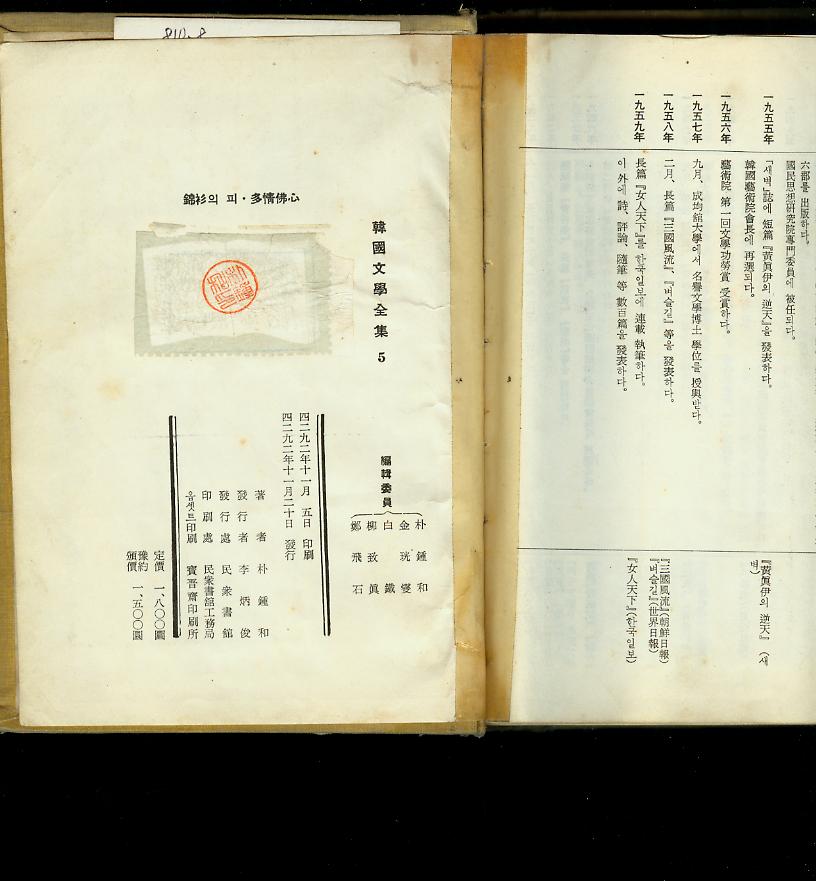 810.8
六部를 出版하다。
國民思想研究院專門委員에 被任되다。
一九五五年
「새벽」誌에 短篇『黃眞伊의 逆天』을 發表하다。
韓國藝術院會長에 再選되다。
一九五六年
藝術院 第一回文學功勞賞 受賞하다。
一九五七年
九月、成均舘大學에서 名譽文學博士 學位를 授與받다。
一九五八年
二月、長篇『三國風流』、『벼슬길』等을 發表하다。
一九五九年
長篇『女人天下』를 한국일보에 連載 執筆하다。
이 外에 詩、評論、隨筆 等 數百篇을 發表하다。
『黃眞伊의 逆天』(새
벽)
『三國風流』(朝鮮日報)
『벼슬길』(世界日報)
『女人天下』(한국일보)
錦衫의 피·多情佛心
韓國文學全集 5
編輯委員
朴鍾和
金珖燮
白鐵
柳致眞
鄭飛石
四二九二年十一月 五日 印刷
四二九二年十一月二十日 發行
著者 朴鍾和
發行者 李炳俊
發行處 民衆書舘
印刷處 民衆書舘工務局
옵셋트印刷 寶晋齋印刷所
定價 一、八〇〇圜
豫約
頒價 一、五〇〇圜